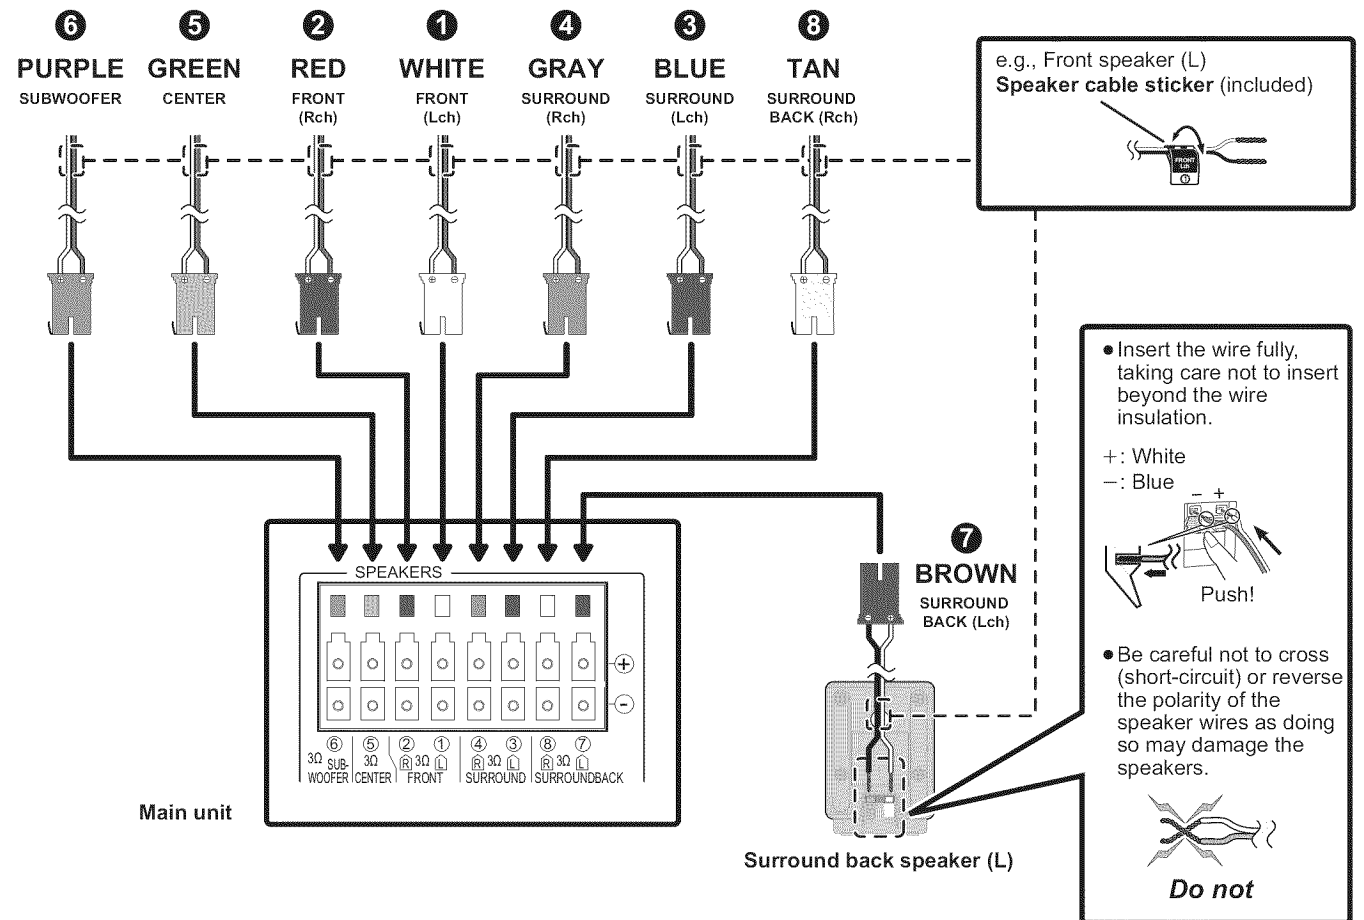 6 5 2 1 4 3 8
PURPLE GREEN RED WHITE GRAY BLUE TAN
SUBWOOFER CENTER FRONT (Rch) FRONT (Lch) SURROUND (Rch) SURROUND (Lch) SURROUND BACK (Rch)
e.g., Front speaker (L)
Speaker cable sticker (included)
FRONT
Lch
1
● Insert the wire fully,
taking care not to insert
beyond the wire
insulation.
+: White
−: Blue
− +
Push!
● Be careful not to cross
(short-circuit) or reverse
the polarity of the
speaker wires as doing
so may damage the
speakers.
Do not
7
BROWN
SURROUND
BACK (Lch)
Surround back speaker (L)
SPEAKERS
+
-
6 5 2 1 4 3 8 7
3Ω SUB- 3Ω R 3Ω L R 3Ω L R 3Ω L
WOOFER CENTER FRONT SURROUND SURROUNDBACK
Main unit